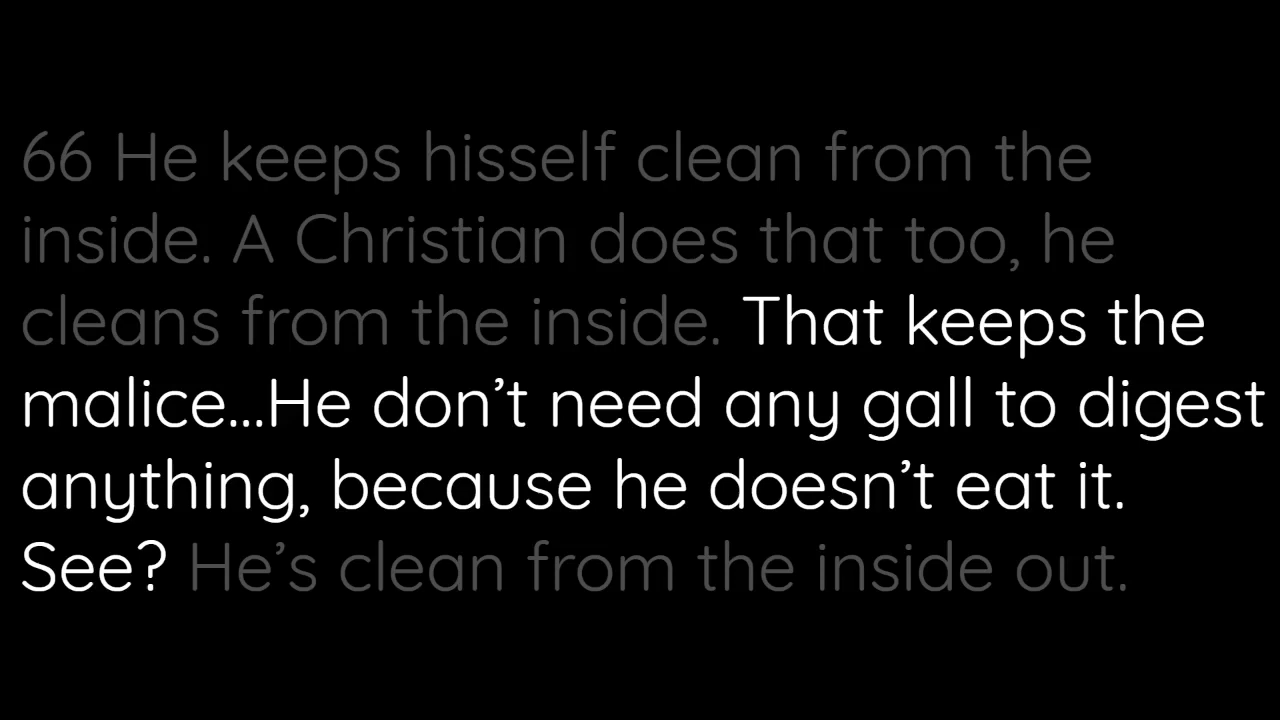 66 He keeps hisself clean from the
inside. A Christian does that too, he
cleans from the inside. That keeps the
malice...He don’t need any gall to digest
anything, because he doesn’t eat it.
See? He’s clean from the inside out.